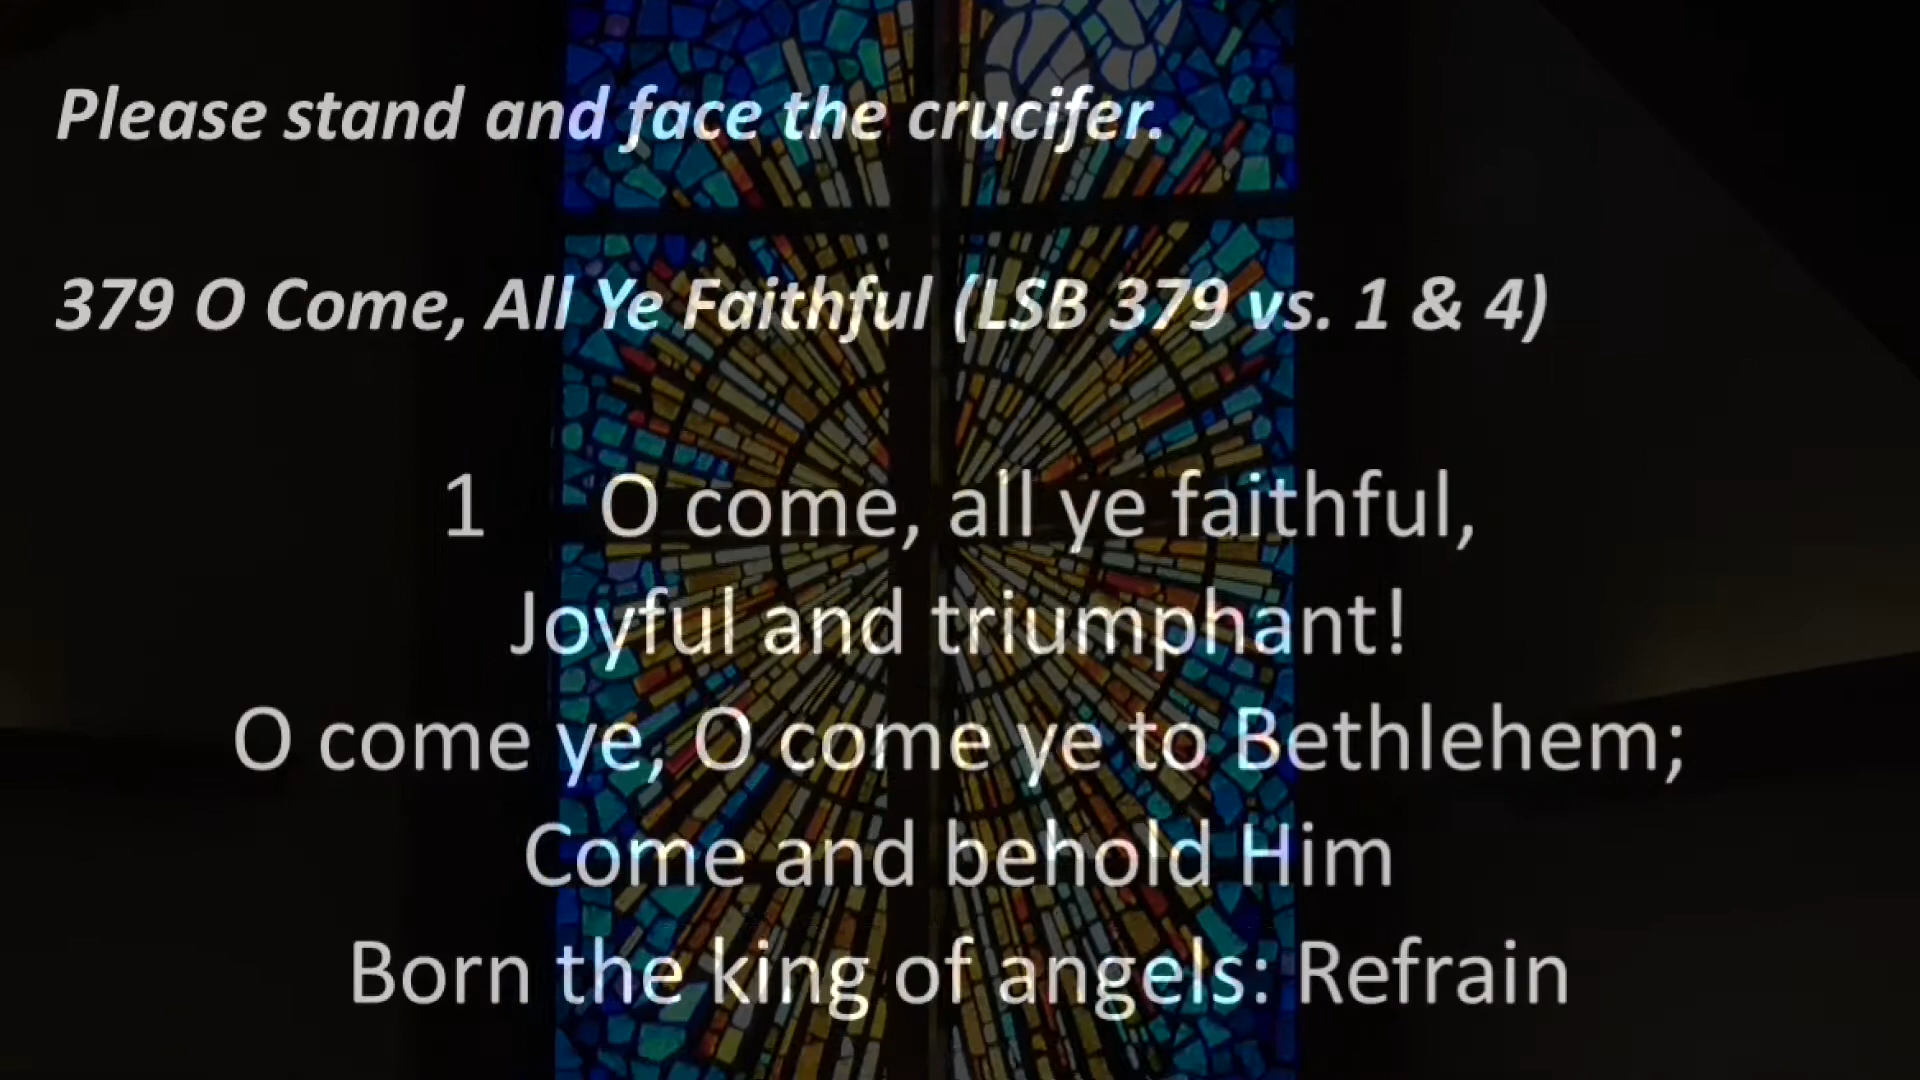 Please stand and face the crucifer.
379 O Come, All Ye Faithful (LSB 379 vs. 1 & 4)
1 O come, all ye faithful,
Joyful and triumphant!
O come ye, O come ye to Bethlehem;
Come and behold Him
Born the king of angels: Refrain